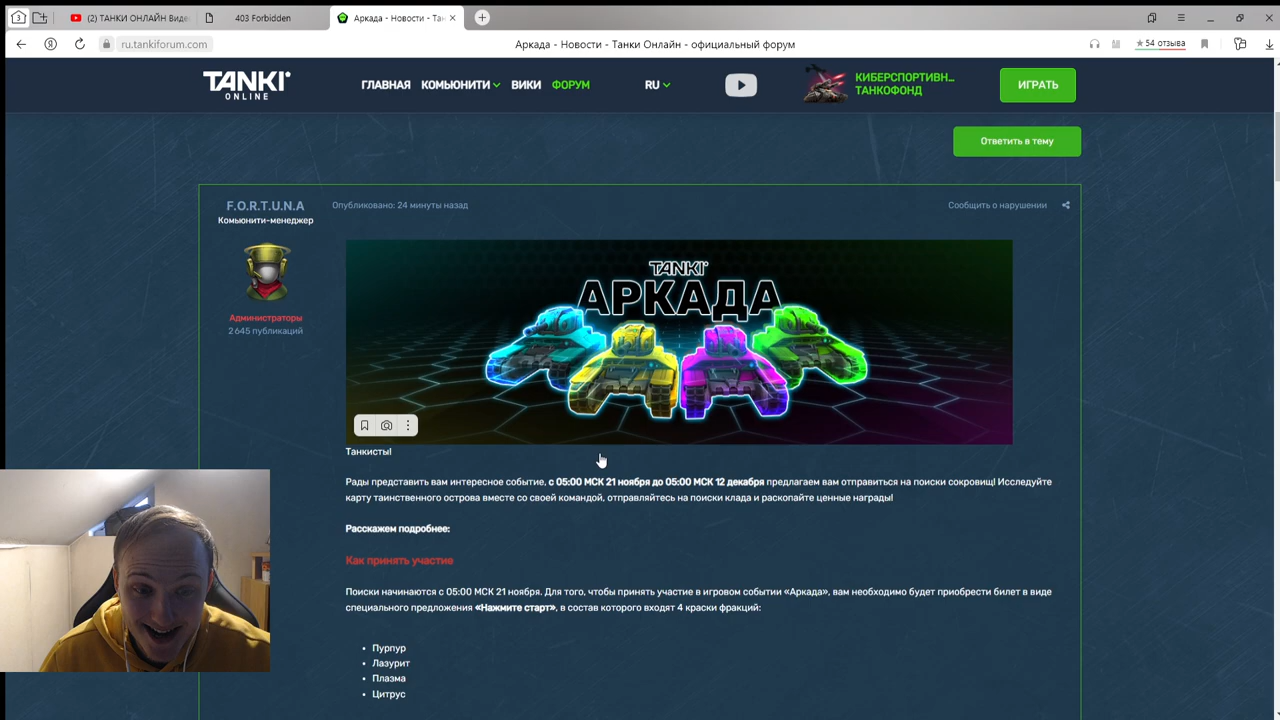 3
(2) ТАНКИ ОНЛАЙН Виде
403 Forbidden
Аркада - Новости - Тан
ru.tankiforum.com
Аркада - Новости - Танки Онлайн - официальный форум
★ 54 отзыва
TANKI
ONLINE
ГЛАВНАЯ
КОМЬЮНИТИ
ВИКИ
ФОРУМ
RU
КИБЕРСПОРТИВН...
ТАНКОФОНД
ИГРАТЬ
Ответить в тему
F.O.R.T.U.N.A
Комьюнити-менеджер
Администраторы
2 645 публикаций
Опубликовано: 24 минуты назад
Сообщить о нарушении
TANKI
АРКАДА
Танкисты!
Рады представить вам интересное событие, с 05:00 МСК 21 ноября до 05:00 МСК 12 декабря предлагаем вам отправиться на поиски сокровищ! Исследуйте
карту таинственного острова вместе со своей командой, отправляйтесь на поиски клада и раскопайте ценные награды!
Расскажем подробнее:
Как принять участие
Поиски начинаются с 05:00 МСК 21 ноября. Для того, чтобы принять участие в игровом событии «Аркада», вам необходимо будет приобрести билет в виде
специального предложения «Нажмите старт», в состав которого входят 4 краски фракций:
• Пурпур
• Лазурит
• Плазма
• Цитрус